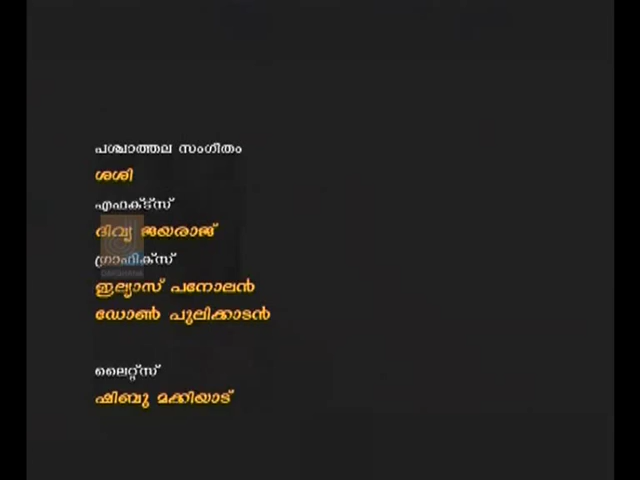 പശ്ചാത്തല സംഗീതം
ശശി
എഫക്ട്സ്
ദിവ്യ ജയരാജ്
ഗ്രാഫിക്സ്
ഇല്യാസ് പനോലൻ
ഡോൺ പുലിക്കാടൻ
ലൈറ്റ്സ്
ഷിബു മക്കിയാട്